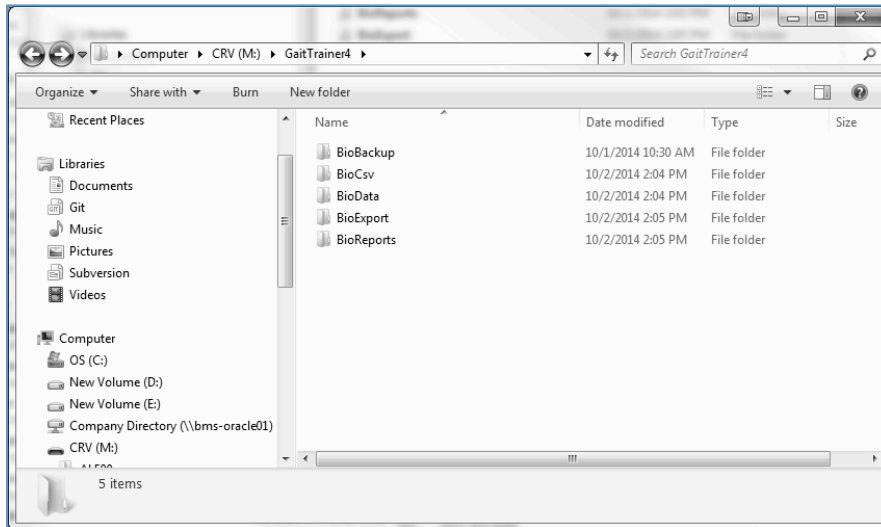 BioReports
BioExport
Computer ▸ CRV (M:) ▸ GaitTrainer4 ▸
Search GaitTrainer4
Organize Share with Burn New folder
Name Date modified Type Size
Recent Places
Libraries
Documents
Git
Music
Pictures
Subversion
Videos
Computer
OS (C:)
New Volume (D:)
New Volume (E:)
Company Directory (\\bms-oracle01)
CRV (M:)
BioBackup 10/1/2014 10:30 AM File folder
BioCsv 10/2/2014 2:04 PM File folder
BioData 10/2/2014 2:04 PM File folder
BioExport 10/2/2014 2:05 PM File folder
BioReports 10/2/2014 2:05 PM File folder
5 items